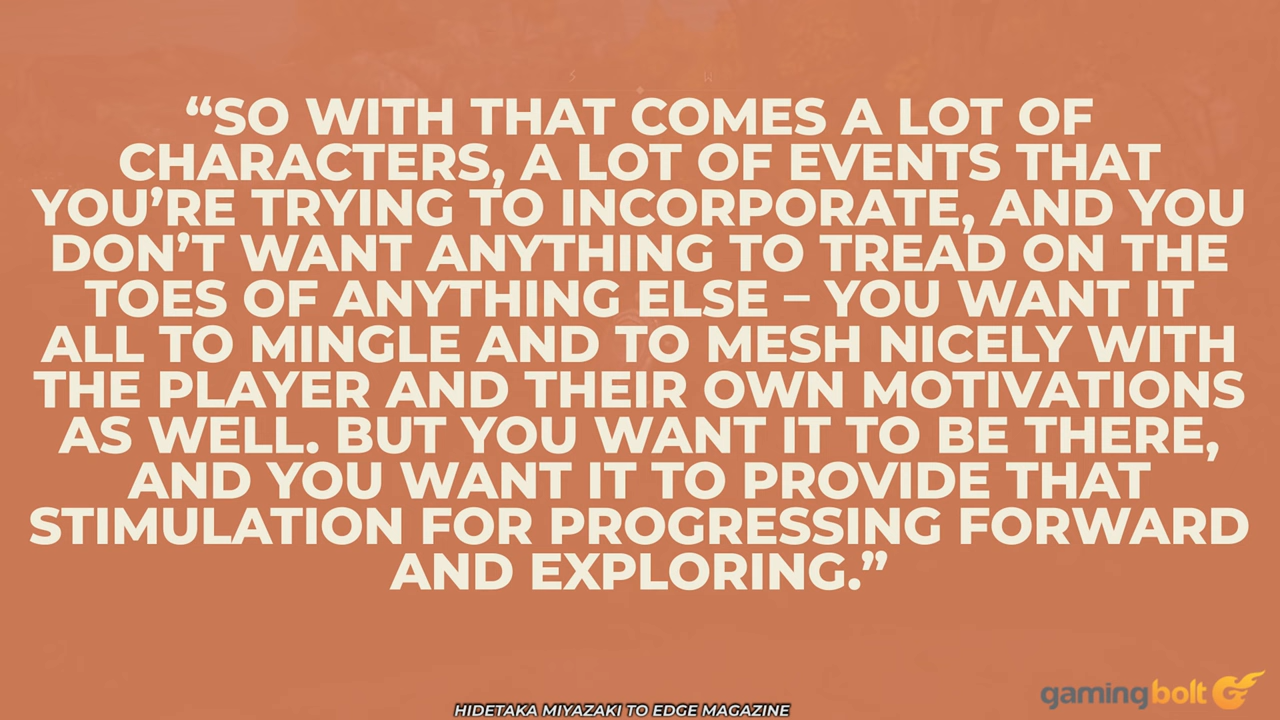 “SO WITH THAT COMES A LOT OF
CHARACTERS, A LOT OF EVENTS THAT
YOU’RE TRYING TO INCORPORATE, AND YOU
DON’T WANT ANYTHING TO TREAD ON THE
TOES OF ANYTHING ELSE – YOU WANT IT
ALL TO MINGLE AND TO MESH NICELY WITH
THE PLAYER AND THEIR OWN MOTIVATIONS
AS WELL. BUT YOU WANT IT TO BE THERE,
AND YOU WANT IT TO PROVIDE THAT
STIMULATION FOR PROGRESSING FORWARD
AND EXPLORING.”
gamingbolt
HIDETAKA MIYAZAKI TO EDGE MAGAZINE